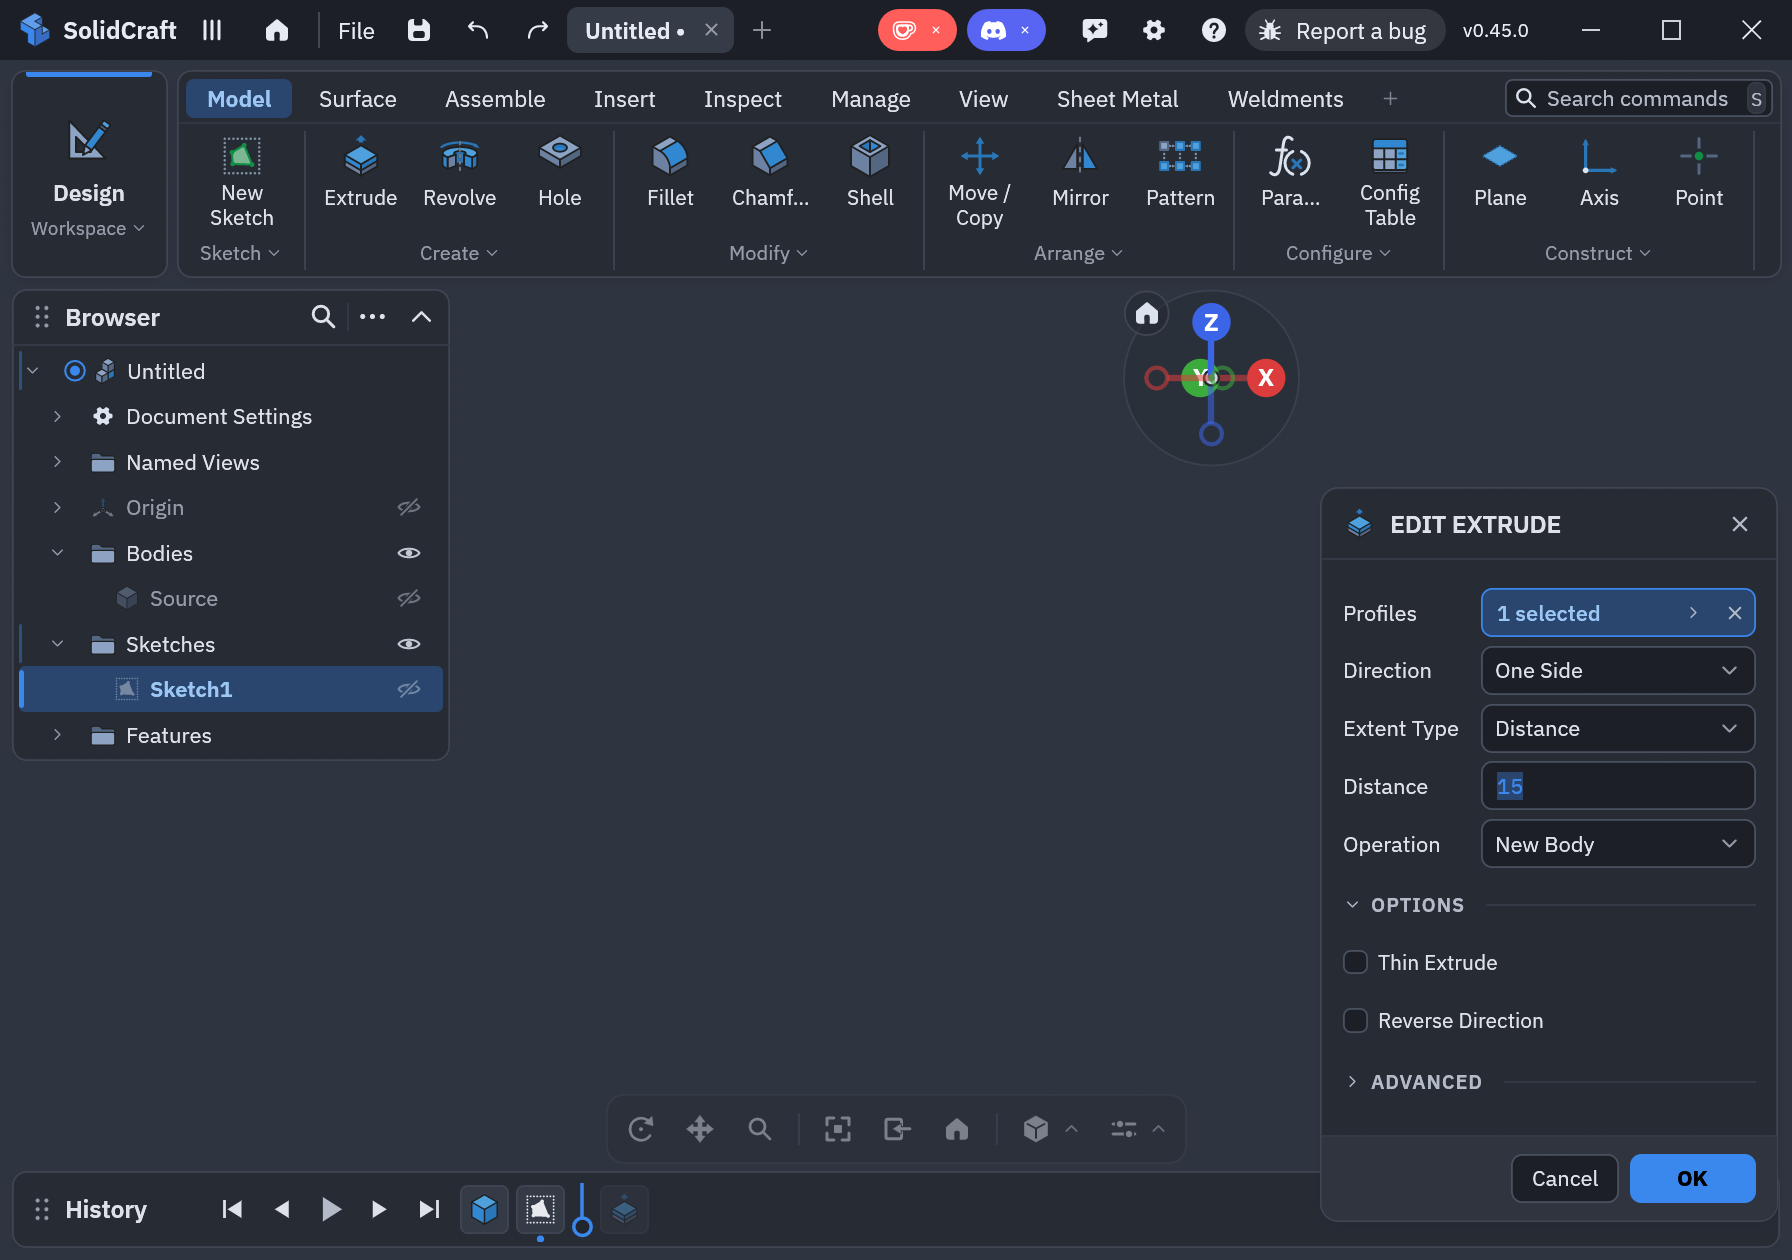 SolidCraft
File
Untitled •
Report a bug
v0.45.0
Design
Workspace
Model
Surface
Assemble
Insert
Inspect
Manage
View
Sheet Metal
Weldments
Search commands
S
New
Sketch
Extrude
Revolve
Hole
Fillet
Chamf...
Shell
Move /
Copy
Mirror
Pattern
Para...
Config
Table
Plane
Axis
Point
Sketch
Create
Modify
Arrange
Configure
Construct
Browser
Untitled
Document Settings
Named Views
Origin
Bodies
Source
Sketches
Sketch1
Features
Z
Y
X
EDIT EXTRUDE
Profiles
1 selected
Direction
One Side
Extent Type
Distance
Distance
15
Operation
New Body
OPTIONS
Thin Extrude
Reverse Direction
ADVANCED
Cancel
OK
History